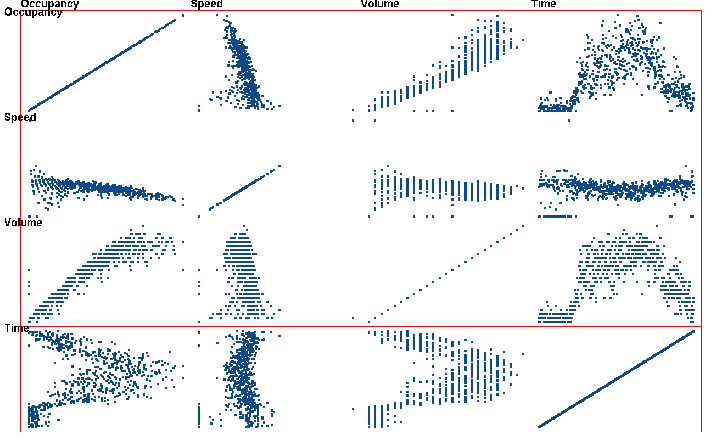 Occupancy Speed Volume Time
Occupancy
Speed
Volume
Time